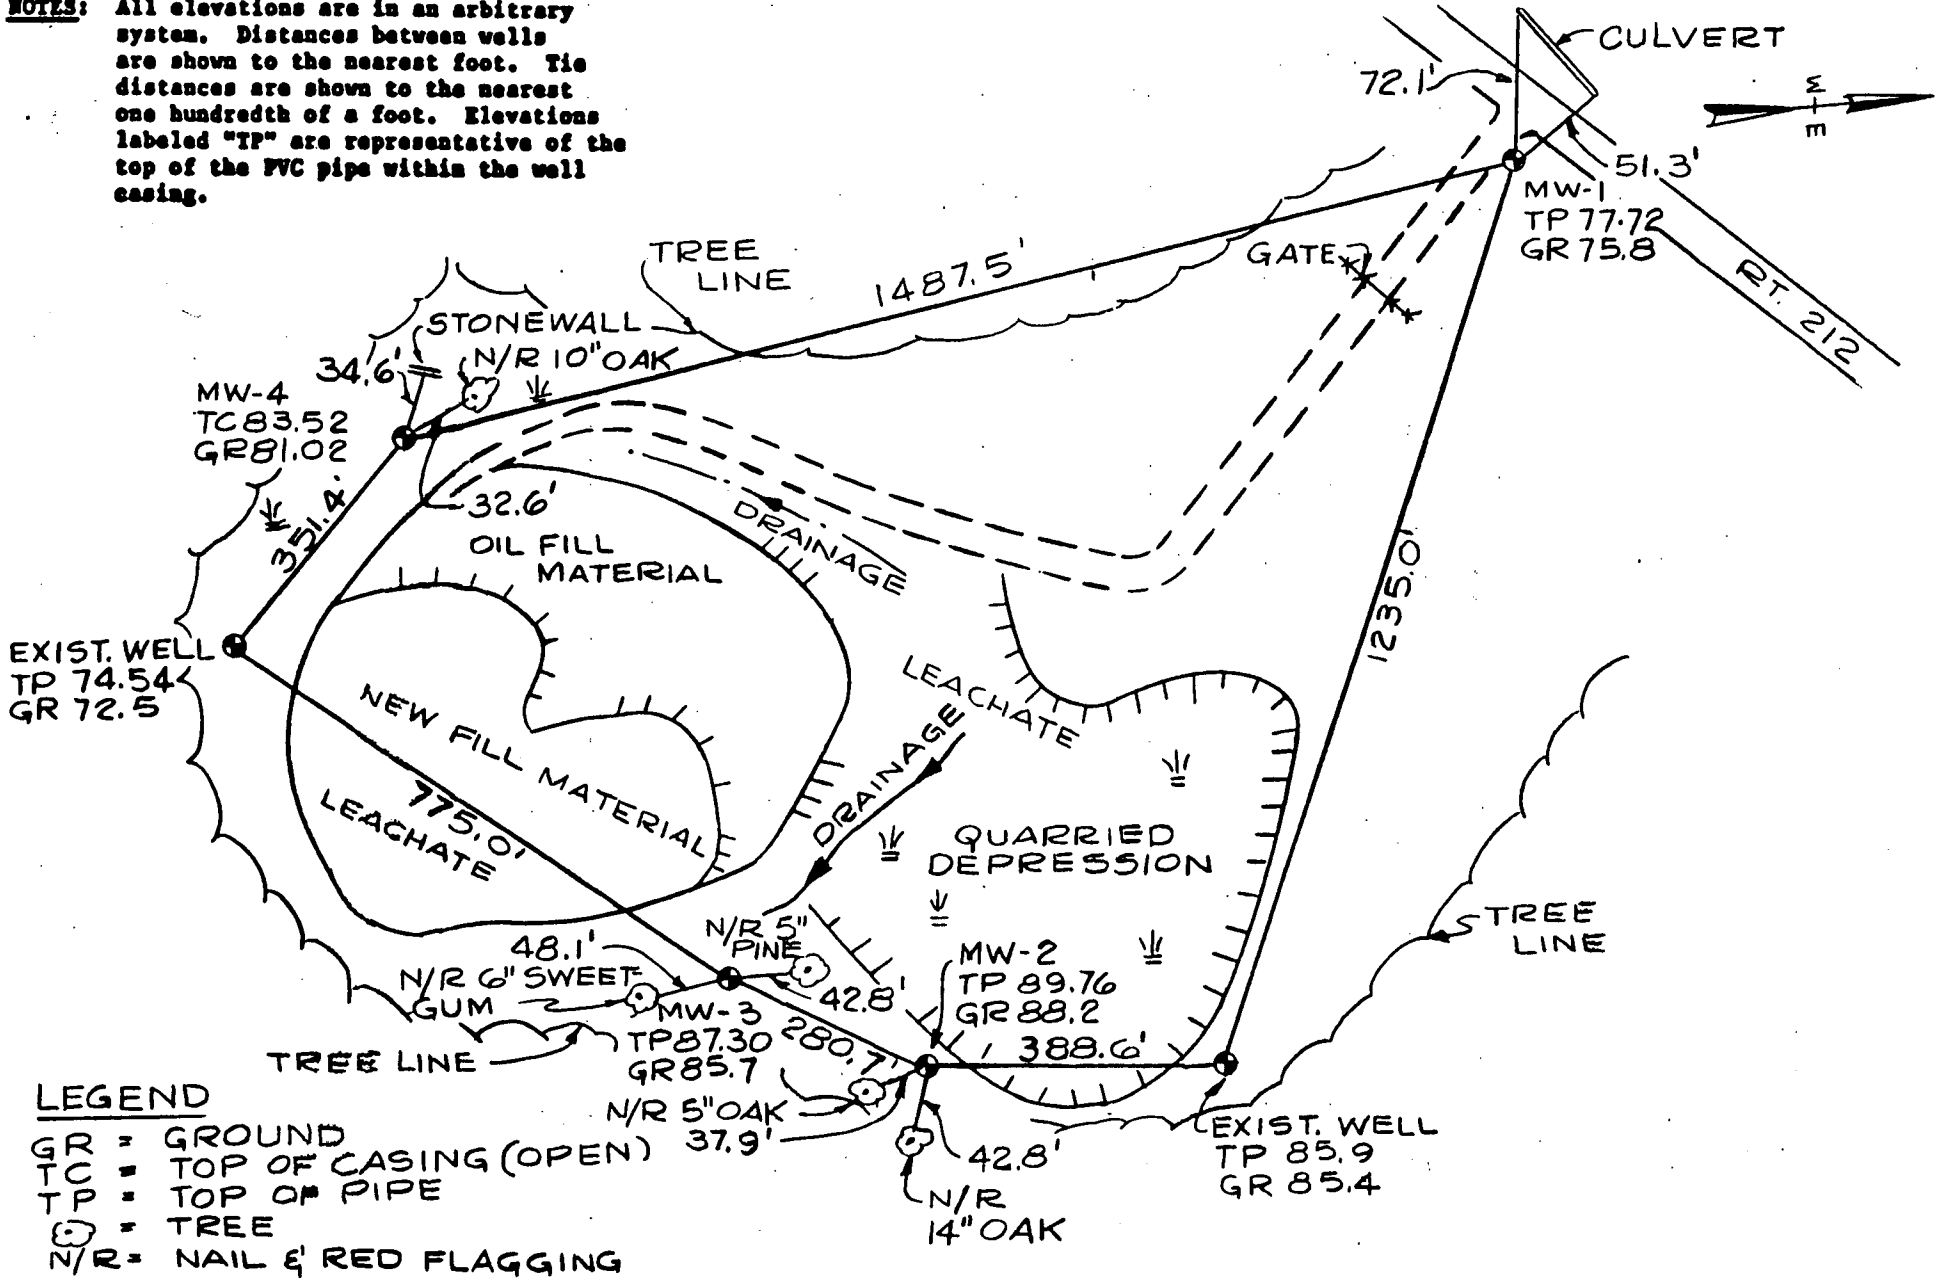 NOTES: All elevations are in an arbitrary
system. Distances between wells
are shown to the nearest foot. Tie
distances are shown to the nearest
one hundredth of a foot. Elevations
labeled "TP" are representative of the
top of the PVC pipe within the well
casing.
CULVERT
72.1'
W
E
51.3'
MW-1
TP 77.72
GR 75.8
RT. 212
GATE
TREE
LINE
1487.5'
STONEWALL
N/R 10" OAK
34.6'
MW-4
TC 83.52
GR 81.02
32.6'
351.4'
OIL FILL
MATERIAL
DRAINAGE
1235.0'
EXIST. WELL
TP 74.54
GR 72.5
NEW FILL MATERIAL
LEACHATE
775.0'
LEACHATE
DRAINAGE
QUARRIED
DEPRESSION
TREE
LINE
N/R 5"
PINE
48.1'
N/R 6" SWEET
GUM
42.8'
MW-3
TP 87.30
GR 85.7
280.7'
MW-2
TP 89.76
GR 88.2
388.6'
TREE LINE
N/R 5" OAK
37.9'
42.8'
N/R
14" OAK
EXIST. WELL
TP 85.9
GR 85.4
LEGEND
GR = GROUND
TC = TOP OF CASING (OPEN)
TP = TOP OF PIPE
= TREE
N/R = NAIL & RED FLAGGING